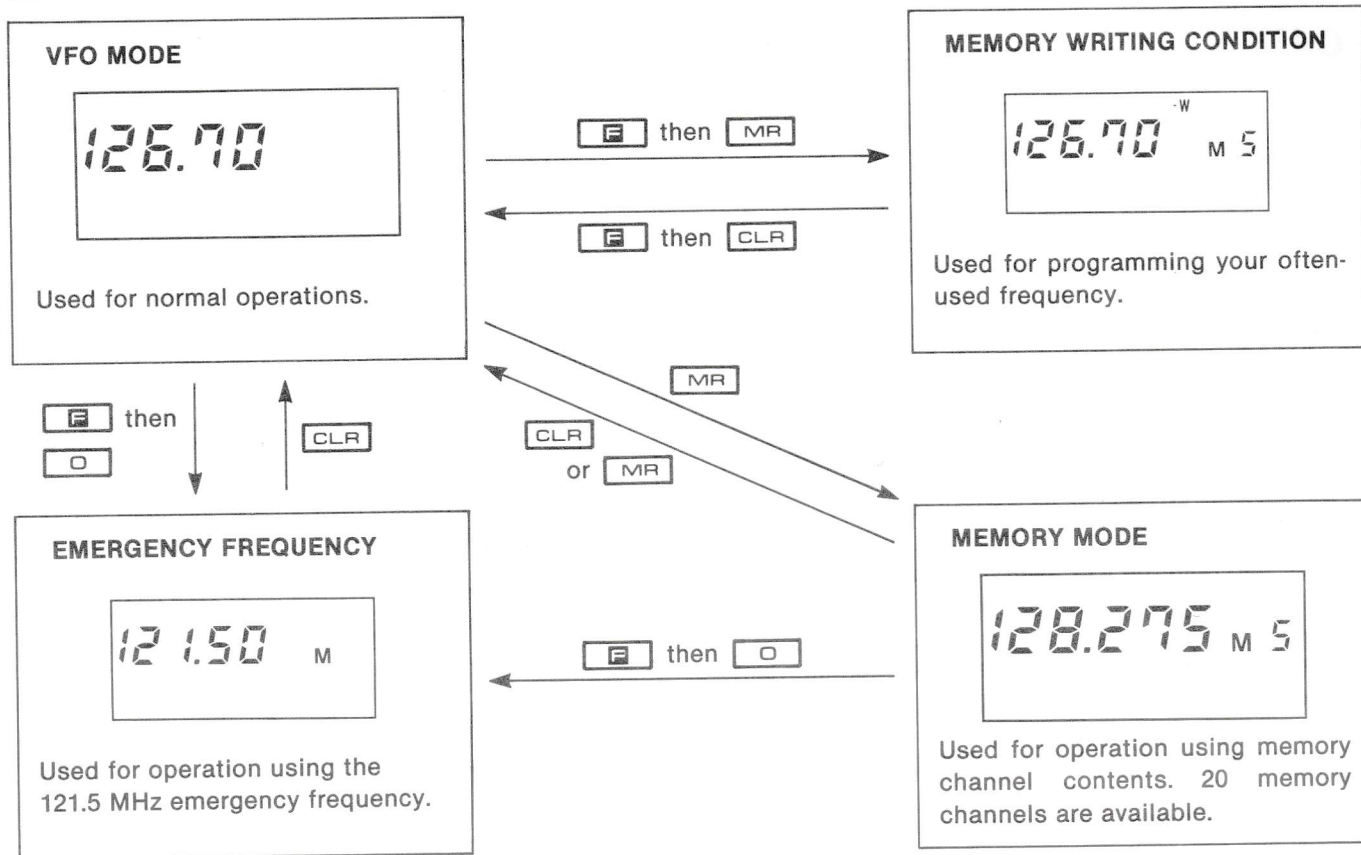 VFO MODE
126.70
Used for normal operations.
F then MR
F then CLR
MEMORY WRITING CONDITION
-W
126.70 M 5
Used for programming your often-
used frequency.
F then
0
CLR
MR
CLR
or MR
EMERGENCY FREQUENCY
121.50 M
Used for operation using the
121.5 MHz emergency frequency.
F then 0
MEMORY MODE
128.275 M 5
Used for operation using memory
channel contents. 20 memory
channels are available.